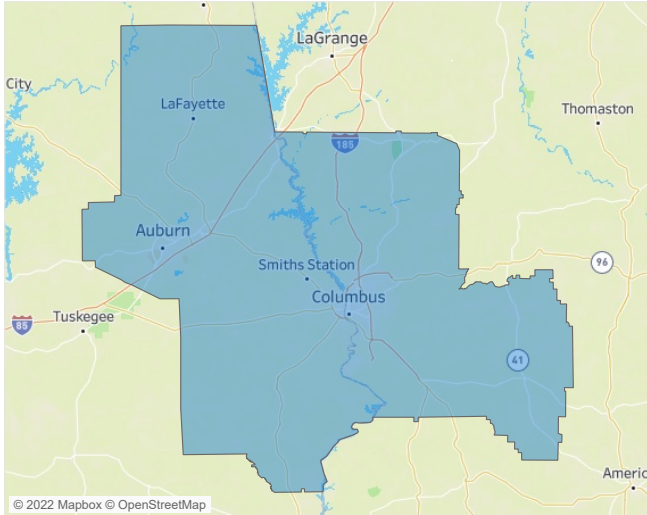 LaGrange
City
LaFayette
Thomaston
185
Auburn
Smiths Station
96
Columbus
Tuskegee
85
41
Americ
© 2022 Mapbox © OpenStreetMap